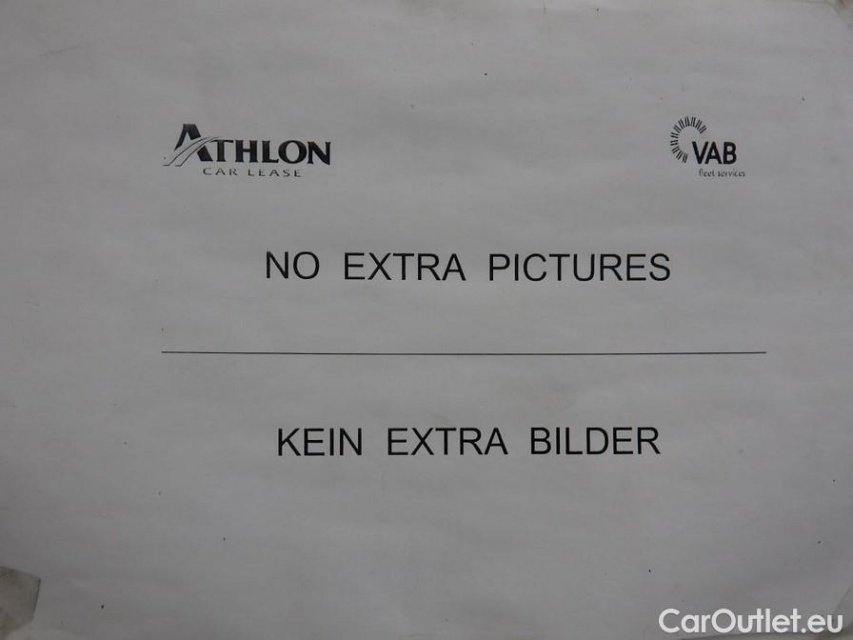 ATHLON
CAR LEASE
VAB
fleet services
NO EXTRA PICTURES
KEIN EXTRA BILDER
CarOutlet.eu